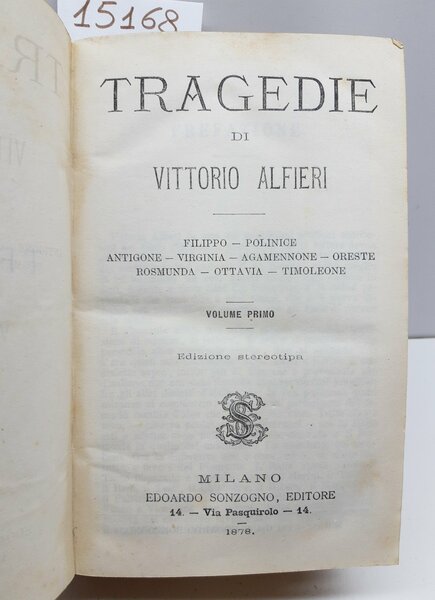 15168
TRAGEDIE
DI
VITTORIO ALFIERI
FILIPPO — POLINICE
ANTIGONE — VIRGINIA — AGAMENNONE — ORESTE
ROSMUNDA — OTTAVIA — TIMOLEONE
VOLUME PRIMO
Edizione stereotipa
MILANO
EDOARDO SONZOGNO, EDITORE
14. — Via Pasquirolo — 14.
1878.